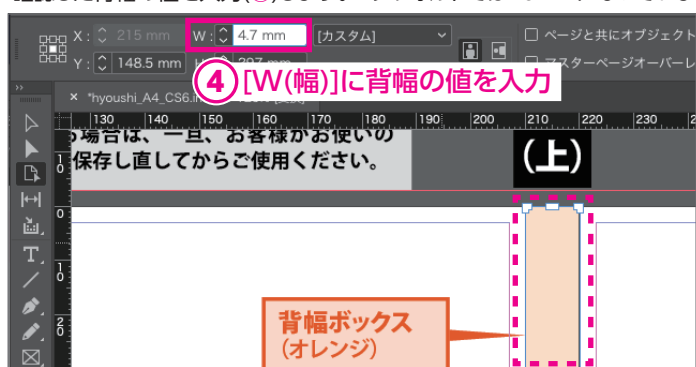 X : 215 mm W : 4.7 mm [カスタム] ページと共にオブジェクト
Y : 148.5 mm 297 mm マスターページオーバーレ
④[W(幅)]に背幅の値を入力
× *hyoushi_A4_CS6.in
130 140 150 160 170 180 190 200 210 220 230
場合は、一旦、お客様がお使いの
保存し直してからご使用ください。
(上)
0
10
20
背幅ボックス
(オレンジ)